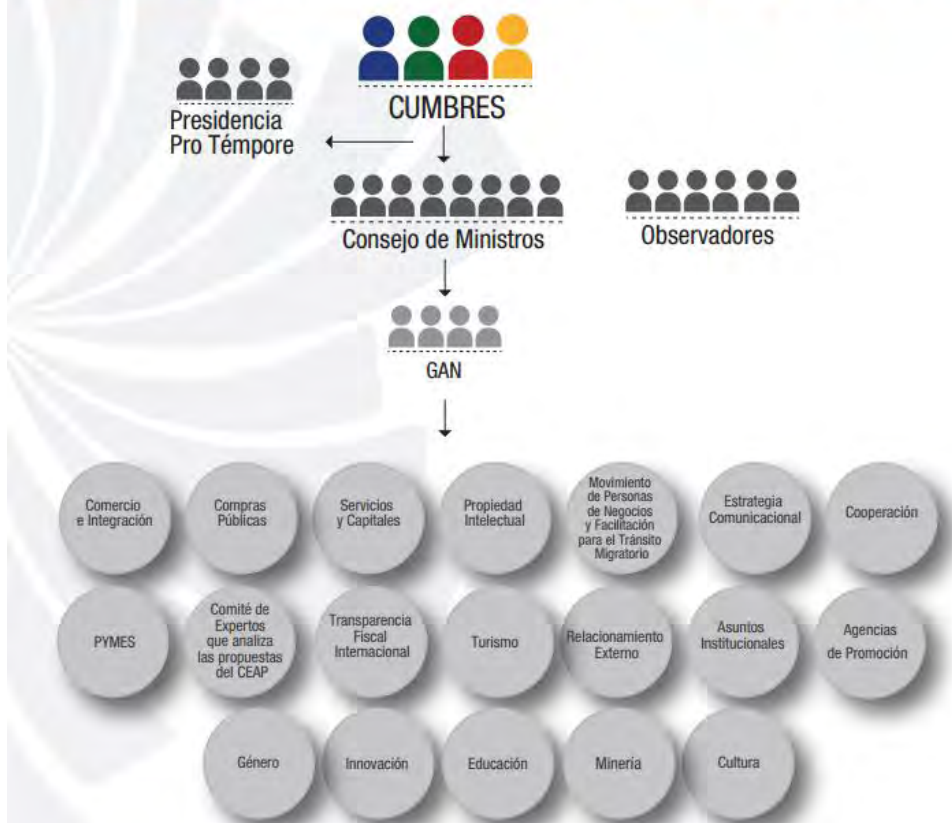 CUMBRES
Presidencia
Pro Témpore
Consejo de Ministros
Observadores
GAN
Comercio
e Integración
Compras
Públicas
Servicios
y Capitales
Propiedad
Intelectual
Movimiento
de Personas
de Negocios
y Facilitación
para el Tránsito
Migratorio
Estrategia
Comunicacional
Cooperación
PYMES
Comité de
Expertos
que analiza
las propuestas
del CEAP
Transparencia
Fiscal
Internacional
Turismo
Relacionamiento
Externo
Asuntos
Institucionales
Agencias
de Promoción
Género
Innovación
Educación
Minería
Cultura